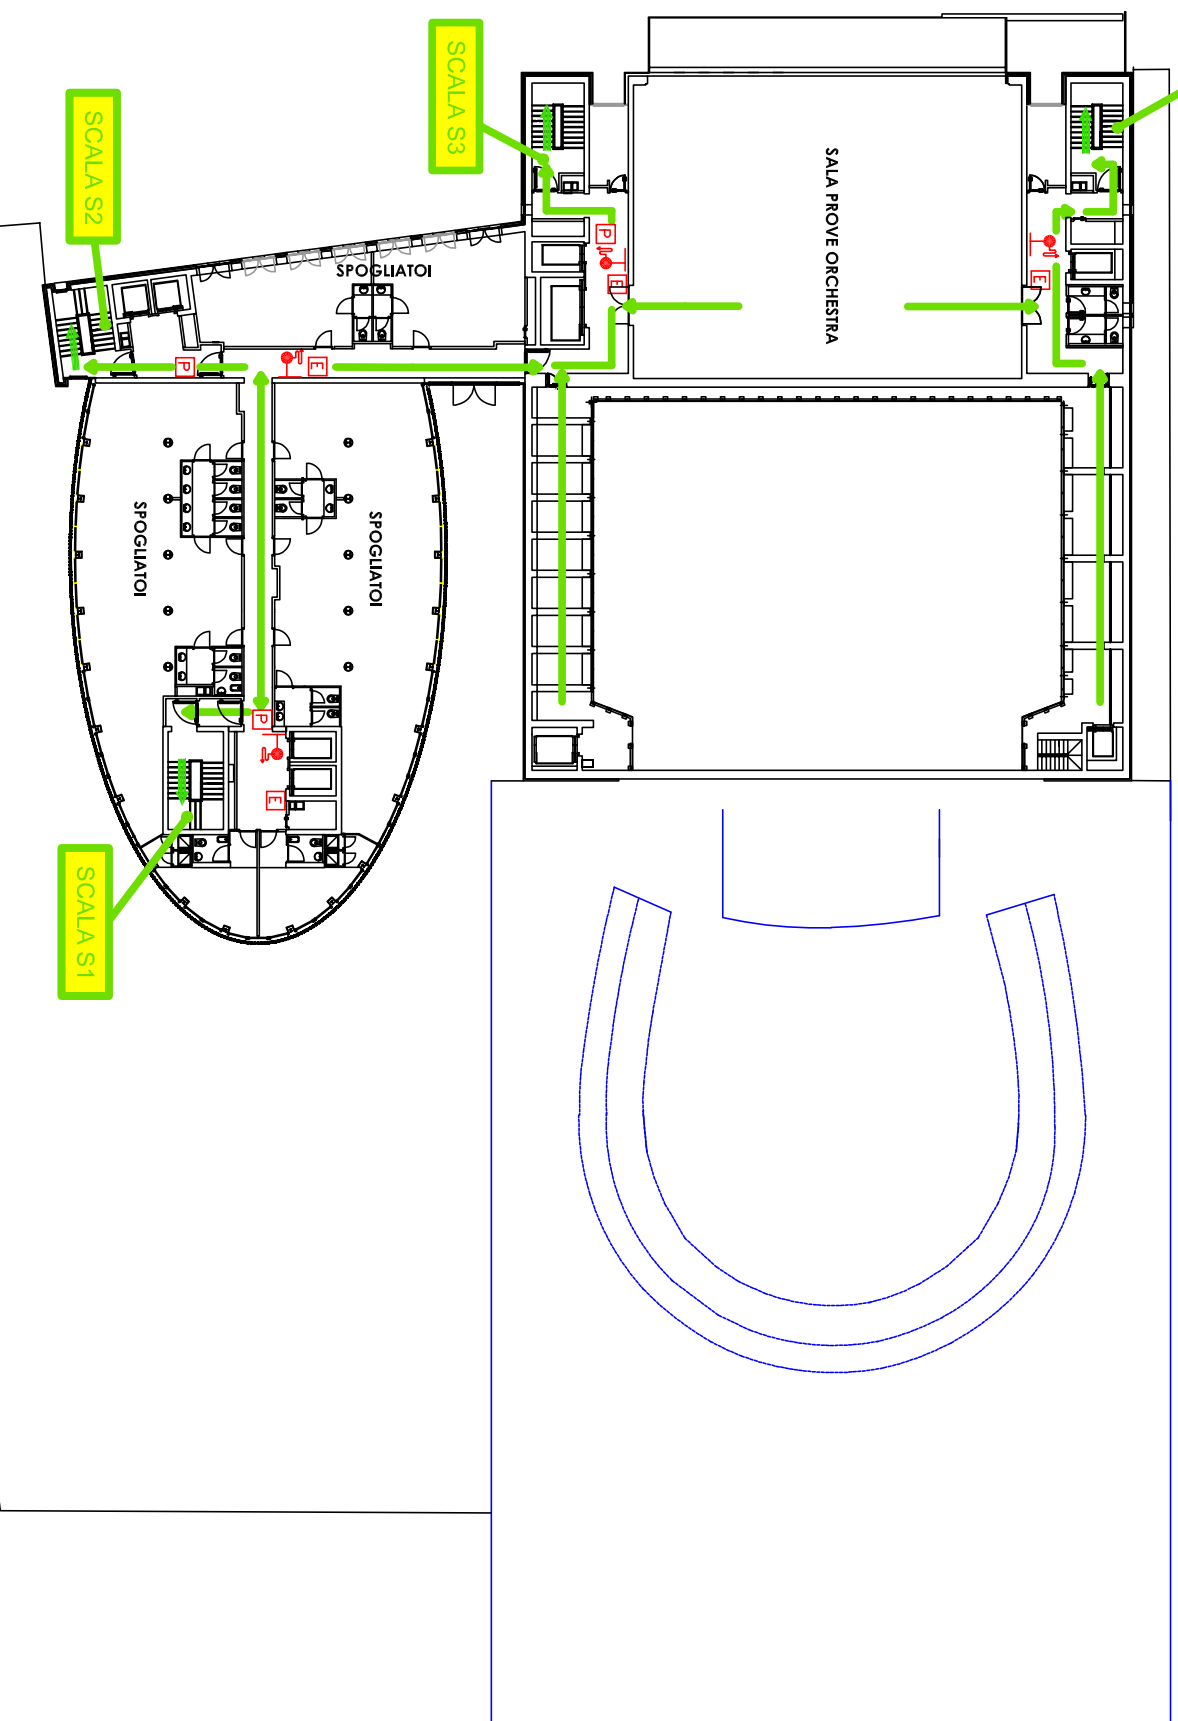 SCALA S3
SCALA S2
SALA PROVE ORCHESTRA
SPOGLIATOI
P
E
E
P
E
SPOGLIATOI
SPOGLIATOI
P
E
SCALA S1